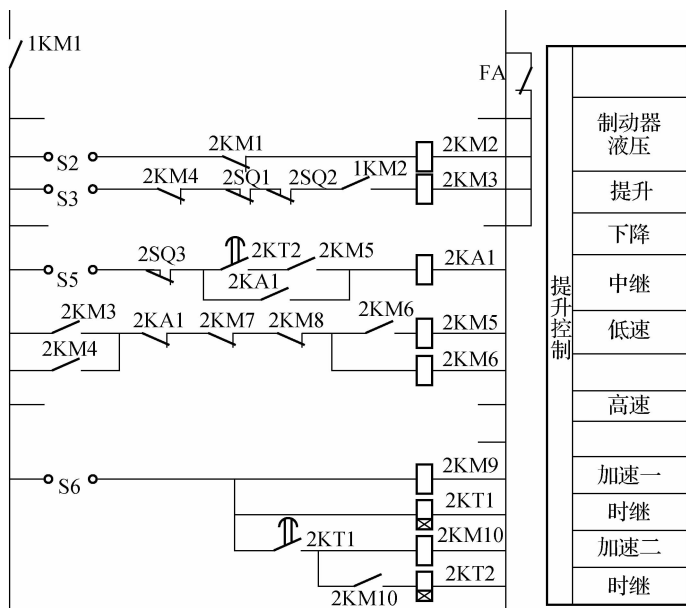 1KM1
FA
制动器
液压
2KM1
2KM2
S2
2KM4
2SQ1
2SQ2
1KM2
2KM3
S3
提升
下降
2SQ3
2KT2
2KM5
2KA1
S5
2KA1
中继
提升控制
2KM3
2KA1
2KM7
2KM8
2KM6
2KM5
低速
2KM4
2KM6
高速
S6
2KM9
加速一
2KT1
时继
2KT1
2KM10
加速二
2KM10
2KT2
时继